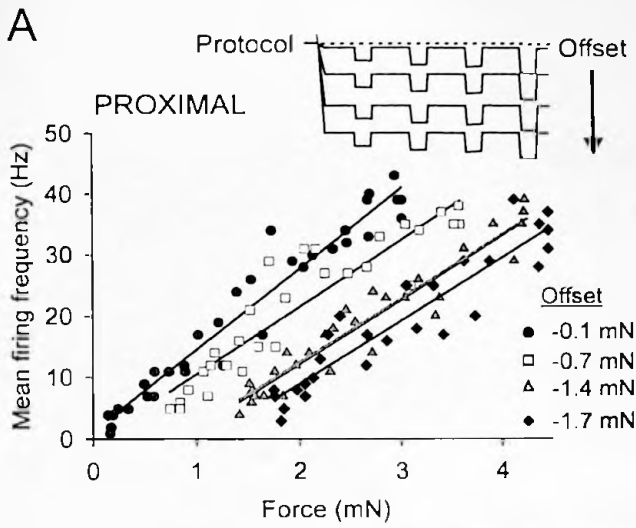 A
Protocol
Offset
PROXIMAL
Mean firing frequency (Hz)
50
40
30
20
10
0
0 1 2 3 4
Force (mN)
Offset
-0.1 mN
-0.7 mN
-1.4 mN
-1.7 mN